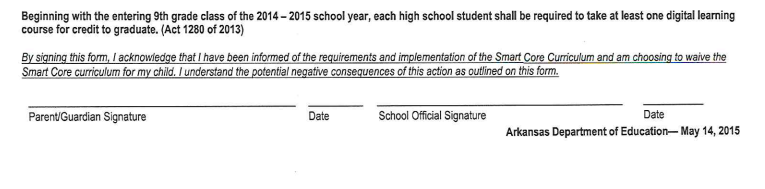 Beginning with the entering 9th grade class of the 2014 – 2015 school year, each high school student shall be required to take at least one digital learning
course for credit to graduate. (Act 1280 of 2013)
By signing this form, I acknowledge that I have been informed of the requirements and implementation of the Smart Core Curriculum and am choosing to waive the
Smart Core curriculum for my child. I understand the potential negative consequences of this action as outlined on this form.
Parent/Guardian Signature Date School Official Signature Date
Arkansas Department of Education— May 14, 2015